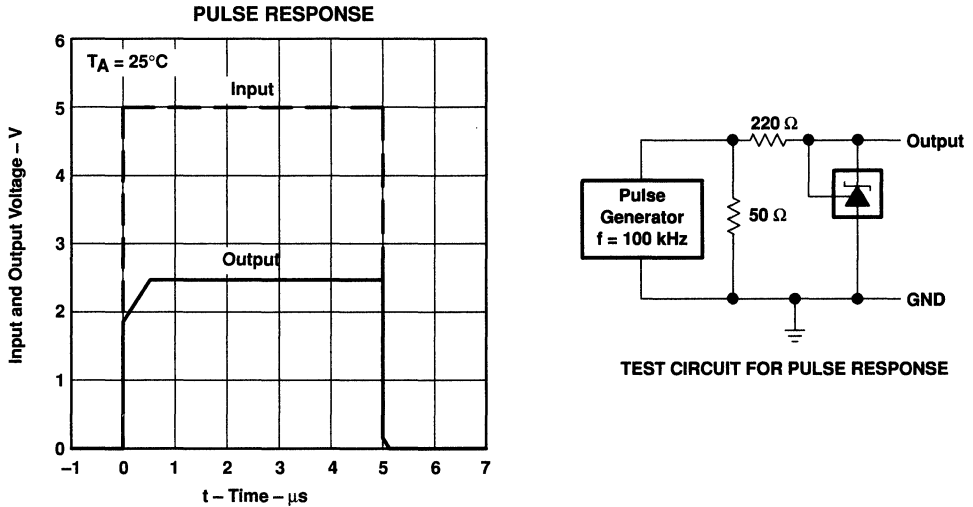 PULSE RESPONSE
6
5
4
3
2
1
0
Input and Output Voltage – V
TA = 25°C
Input
Output
–1 0 1 2 3 4 5 6 7
t – Time – μs
220 Ω
Output
Pulse
Generator
f = 100 kHz
50 Ω
GND
TEST CIRCUIT FOR PULSE RESPONSE